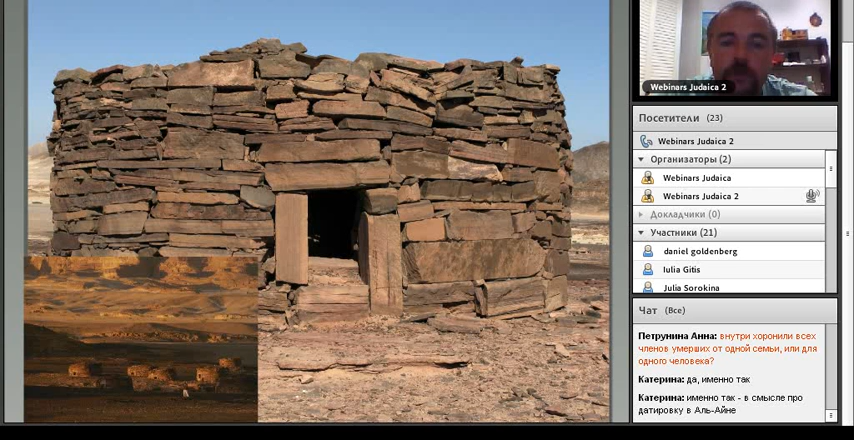 Webinars Judaica 2
Посетители (23)
Webinars Judaica 2
Организаторы (2)
Webinars Judaica
Webinars Judaica 2
Докладчики (0)
Участники (21)
daniel goldenberg
Iulia Gitis
Julia Sorokina
Чат (Все)
Петрунина Анна: внутри хоронили всех
членов умерших от одной семьи, или для
одного человека?
Катерина: да, именно так
Катерина: именно так - в смысле про
датировку в Аль-Айне